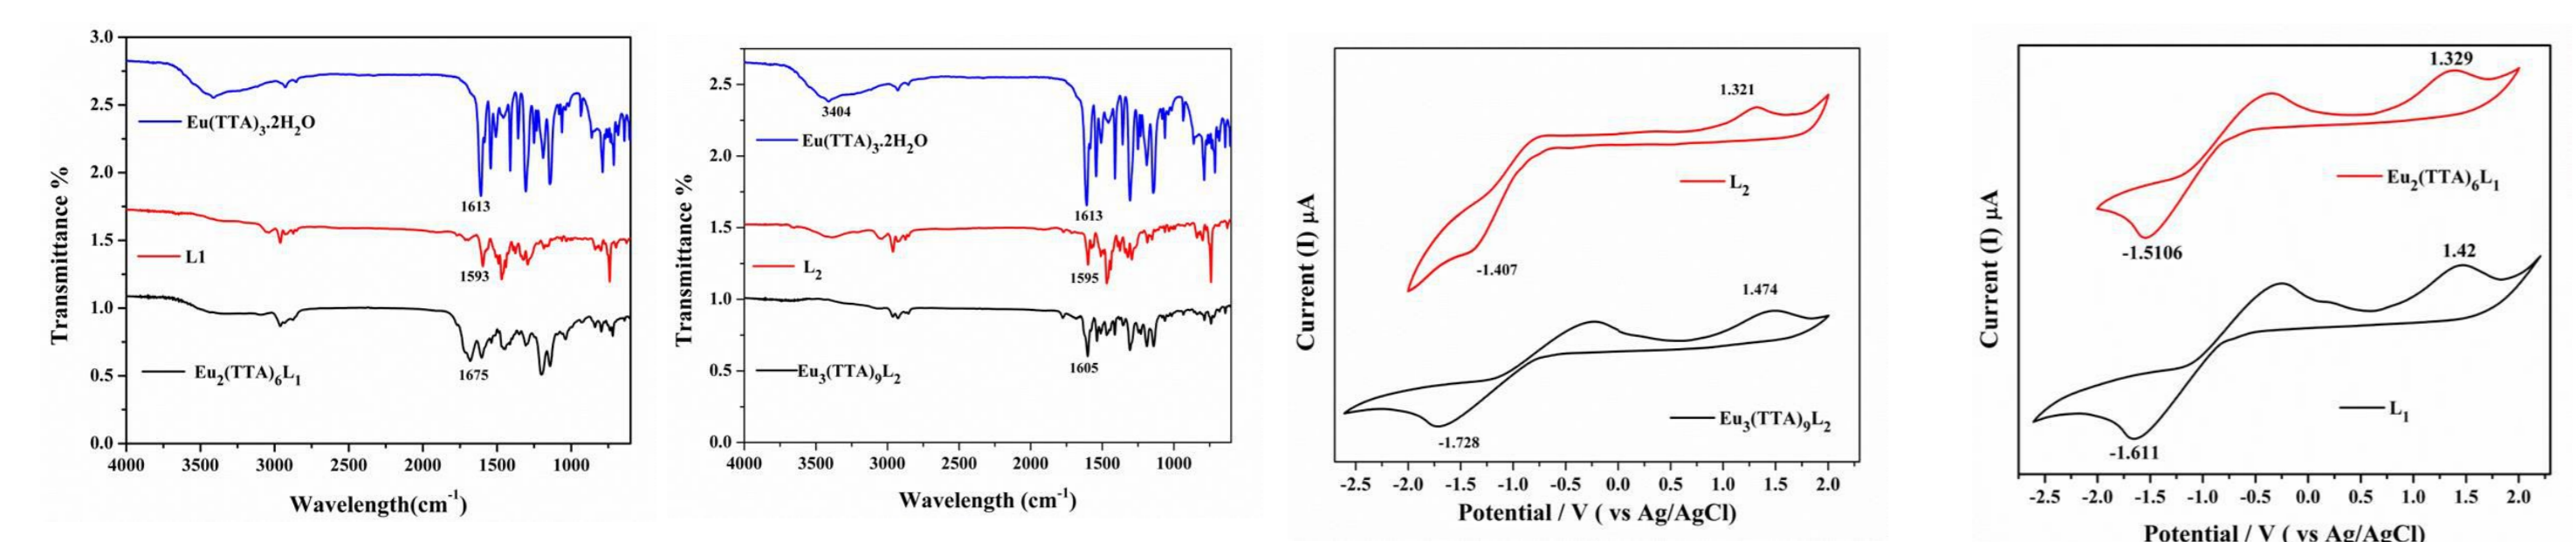 Transmittance %
3.0
2.5
2.0
1.5
1.0
0.5
0.0
Eu(TTA)3.2H2O
1613
L1
1593
Eu2(TTA)6L1
1675
4000 3500 3000 2500 2000 1500 1000
Wavelength(cm-1)
Transmittance %
2.5
2.0
1.5
1.0
0.5
0.0
3404
Eu(TTA)3.2H2O
1613
L2
1595
Eu3(TTA)9L2
1605
4000 3500 3000 2500 2000 1500 1000
Wavelength (cm-1)
Current (I) µA
1.321
L2
-1.407
1.474
Eu3(TTA)9L2
-1.728
-2.5 -2.0 -1.5 -1.0 -0.5 0.0 0.5 1.0 1.5 2.0
Potential / V ( vs Ag/AgCl)
Current (I) µA
1.329
Eu2(TTA)6L1
-1.5106
1.42
L1
-1.611
-2.5 -2.0 -1.5 -1.0 -0.5 0.0 0.5 1.0 1.5 2.0
Potential / V ( vs Ag/AgCl)